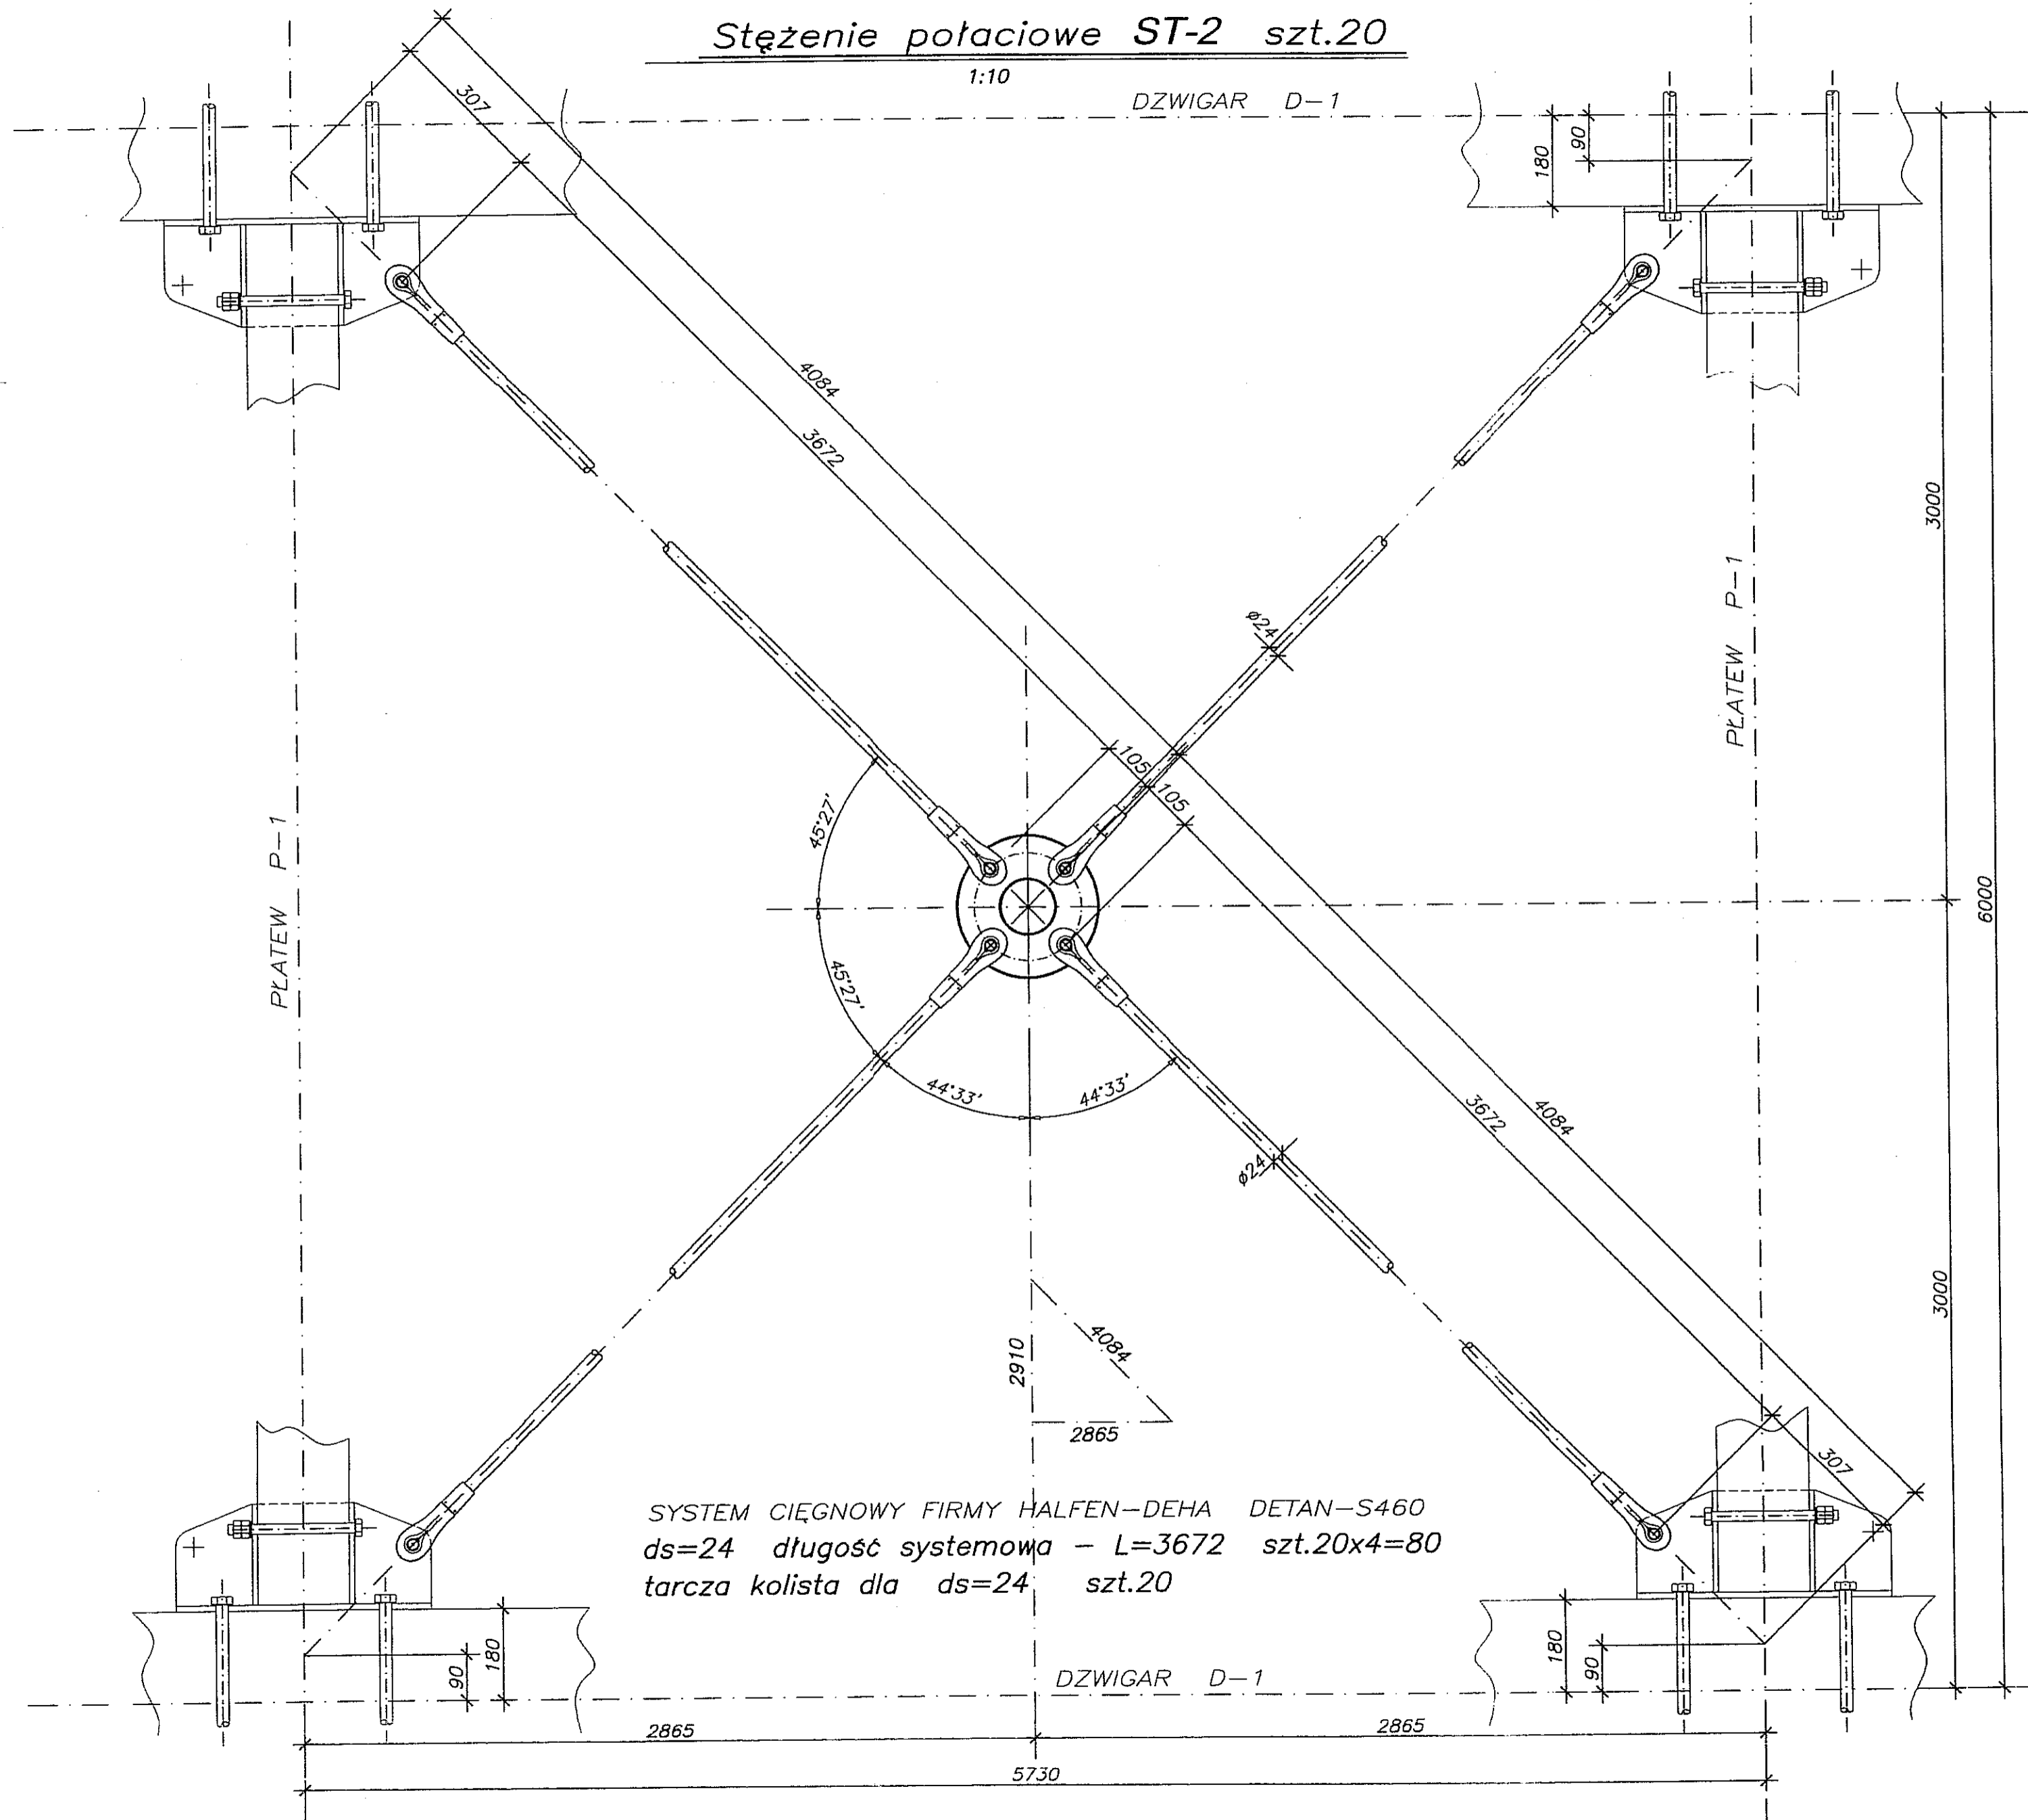 Stężenie połaciowe ST-2 szt.20
1:10
DZWIGAR D-1
307
180
90
4084
3672
3000
6000
PŁATEW P-1
ø24
105
105
45°27'
PŁATEW P-1
45°27'
44°33'
44°33'
ø24
3672
4084
3000
2910
4084
2865
307
SYSTEM CIĘGNOWY FIRMY HALFEN-DEHA DETAN-S460
ds=24 długość systemowa - L=3672 szt.20x4=80
tarcza kolista dla ds=24 szt.20
90
180
180
90
DZWIGAR D-1
2865
2865
5730